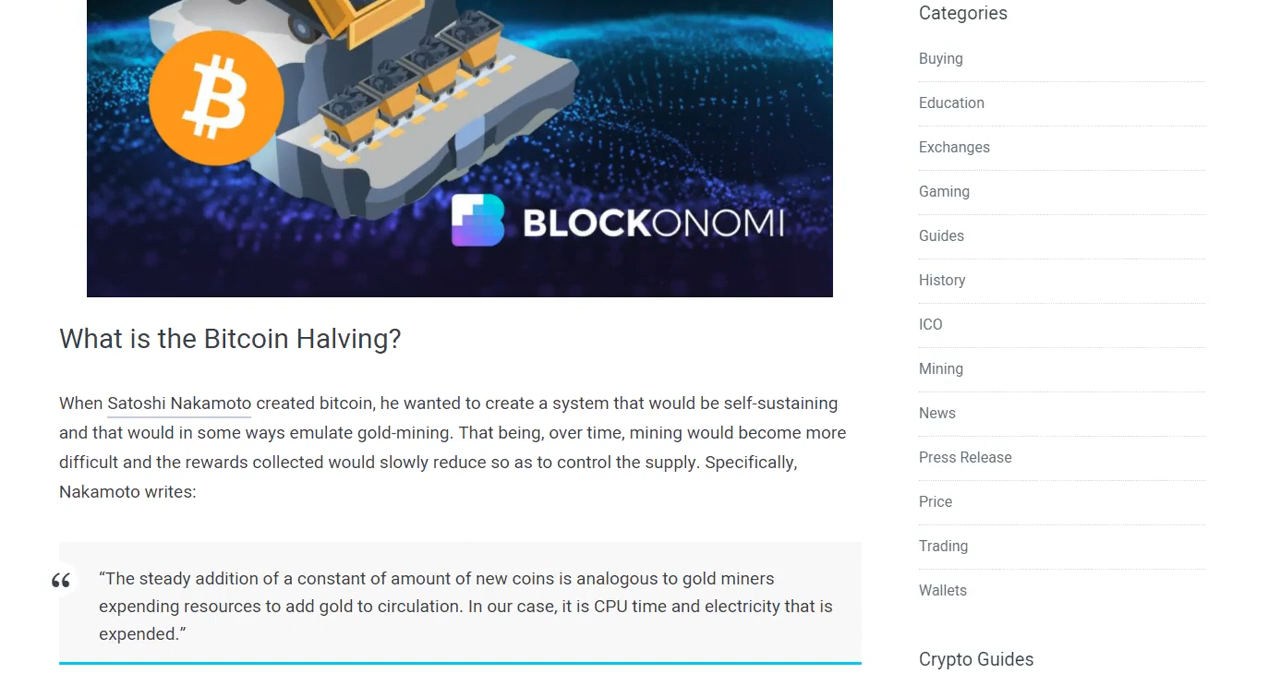 BLOCKONOMI
What is the Bitcoin Halving?
When Satoshi Nakamoto created bitcoin, he wanted to create a system that would be self-sustaining
and that would in some ways emulate gold-mining. That being, over time, mining would become more
difficult and the rewards collected would slowly reduce so as to control the supply. Specifically,
Nakamoto writes:
“The steady addition of a constant of amount of new coins is analogous to gold miners
expending resources to add gold to circulation. In our case, it is CPU time and electricity that is
expended.”
Categories
Buying
Education
Exchanges
Gaming
Guides
History
ICO
Mining
News
Press Release
Price
Trading
Wallets
Crypto Guides